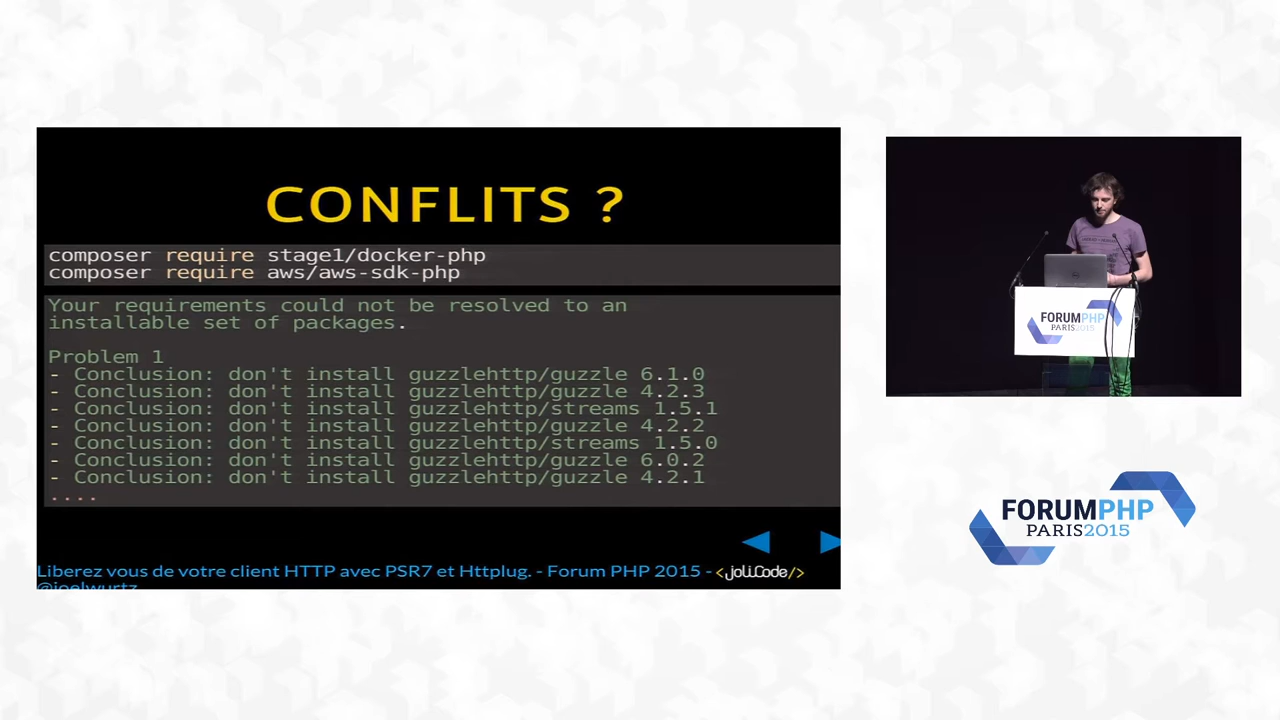 CONFLITS ?
composer require stage1/docker-php
composer require aws/aws-sdk-php
Your requirements could not be resolved to an
installable set of packages.
Problem 1
- Conclusion: don't install guzzlehttp/guzzle 6.1.0
- Conclusion: don't install guzzlehttp/guzzle 4.2.3
- Conclusion: don't install guzzlehttp/streams 1.5.1
- Conclusion: don't install guzzlehttp/guzzle 4.2.2
- Conclusion: don't install guzzlehttp/streams 1.5.0
- Conclusion: don't install guzzlehttp/guzzle 6.0.2
- Conclusion: don't install guzzlehttp/guzzle 4.2.1
....
Liberez vous de votre client HTTP avec PSR7 et Httplug. - Forum PHP 2015 - <joliCode/>
@joelwurtz
FORUMPHP
PARIS2015
FORUMPHP
PARIS2015